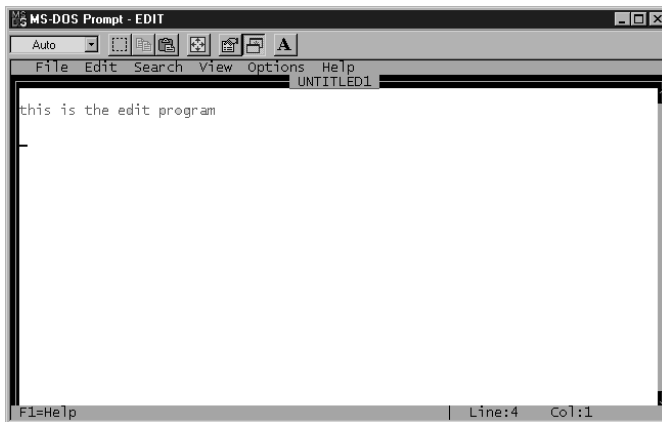 MS-DOS Prompt - EDIT
Auto A
File Edit Search View Options Help
UNTITLED1
this is the edit program
F1=Help Line:4 Col:1